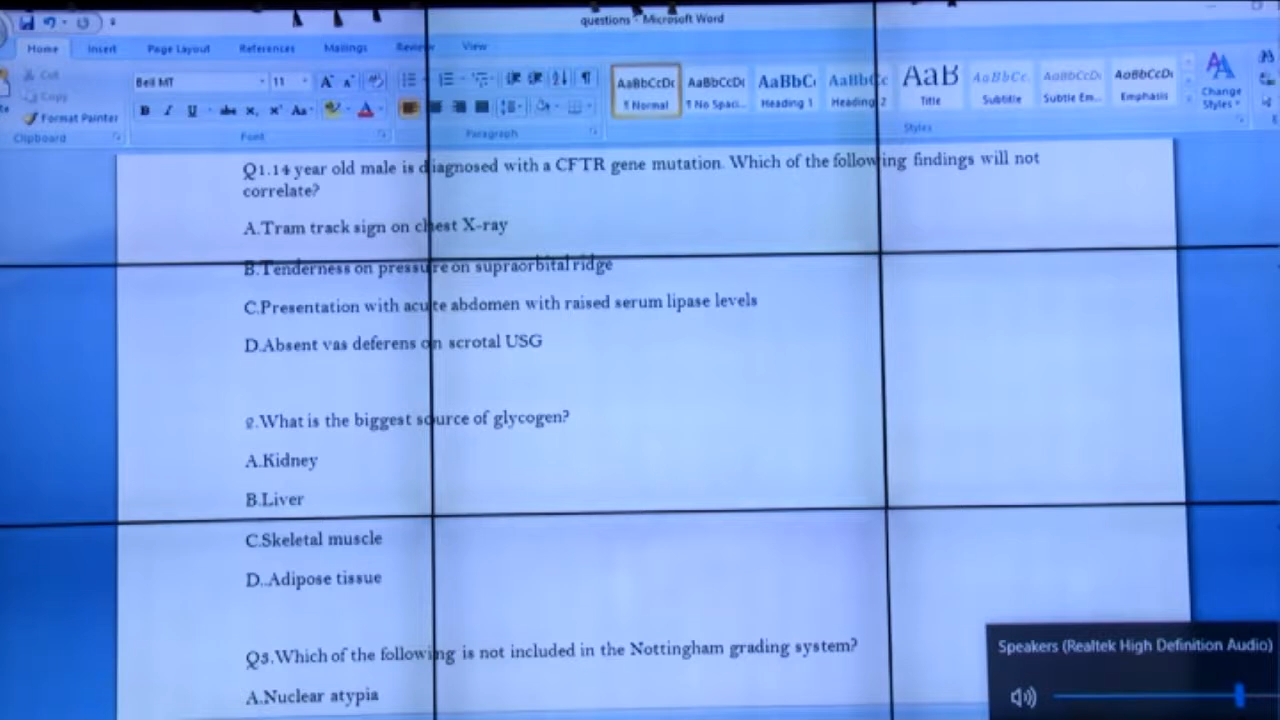 questions - Microsoft Word
Home Insert Page Layout References Mailings Review View
Cut
Copy
Format Painter
Clipboard
Bell MT 11
Font
Paragraph
AaBbCcDc AaBbCcDc AaBbC AaBbCc AaB AaBbCc. AaBbCcDi AaBbCcDi
¶ Normal ¶ No Spaci... Heading 1 Heading 2 Title Subtitle Subtle Em... Emphasis
Change Styles
Styles
Q1.14 year old male is diagnosed with a CFTR gene mutation. Which of the following findings will not
correlate?
A.Tram track sign on chest X-ray
B.Tenderness on pressure on supraorbital ridge
C.Presentation with acute abdomen with raised serum lipase levels
D.Absent vas deferens on scrotal USG
2.What is the biggest source of glycogen?
A.Kidney
B.Liver
C.Skeletal muscle
D..Adipose tissue
Q3.Which of the following is not included in the Nottingham grading system?
A.Nuclear atypia
Speakers (Realtek High Definition Audio)